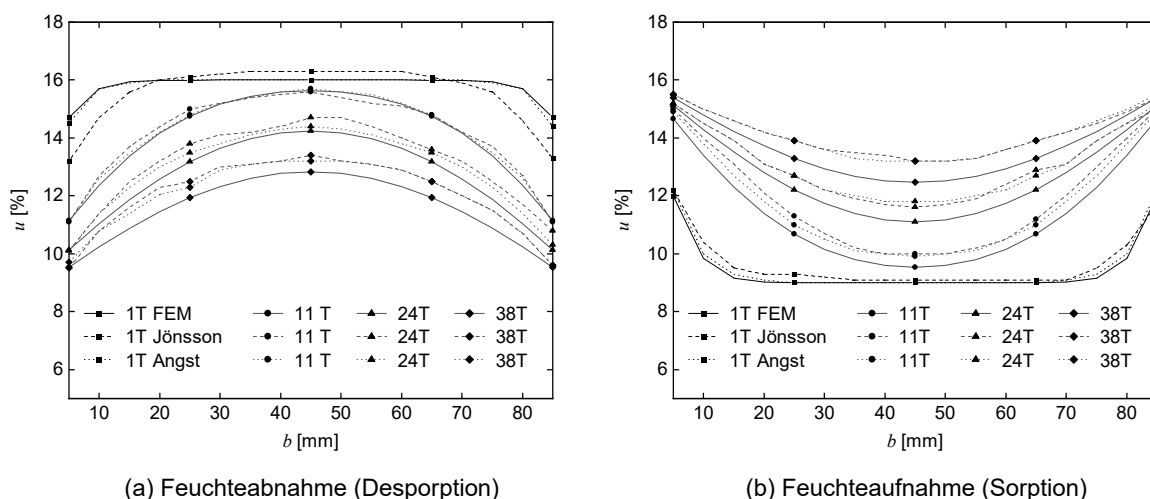 18
16
14
12
10
8
6
u [%]
1T FEM 11 T 24T 38T
1T Jönsson 11 T 24T 38T
1T Angst 11 T 24T 38T
10 20 30 40 50 60 70 80
b [mm]
(a) Feuchteabnahme (Desporption)
18
16
14
12
10
8
6
u [%]
1T FEM 11T 24T 38T
1T Jönsson 11T 24T 38T
1T Angst 11T 24T 38T
10 20 30 40 50 60 70 80
b [mm]
(b) Feuchteaufnahme (Sorption)